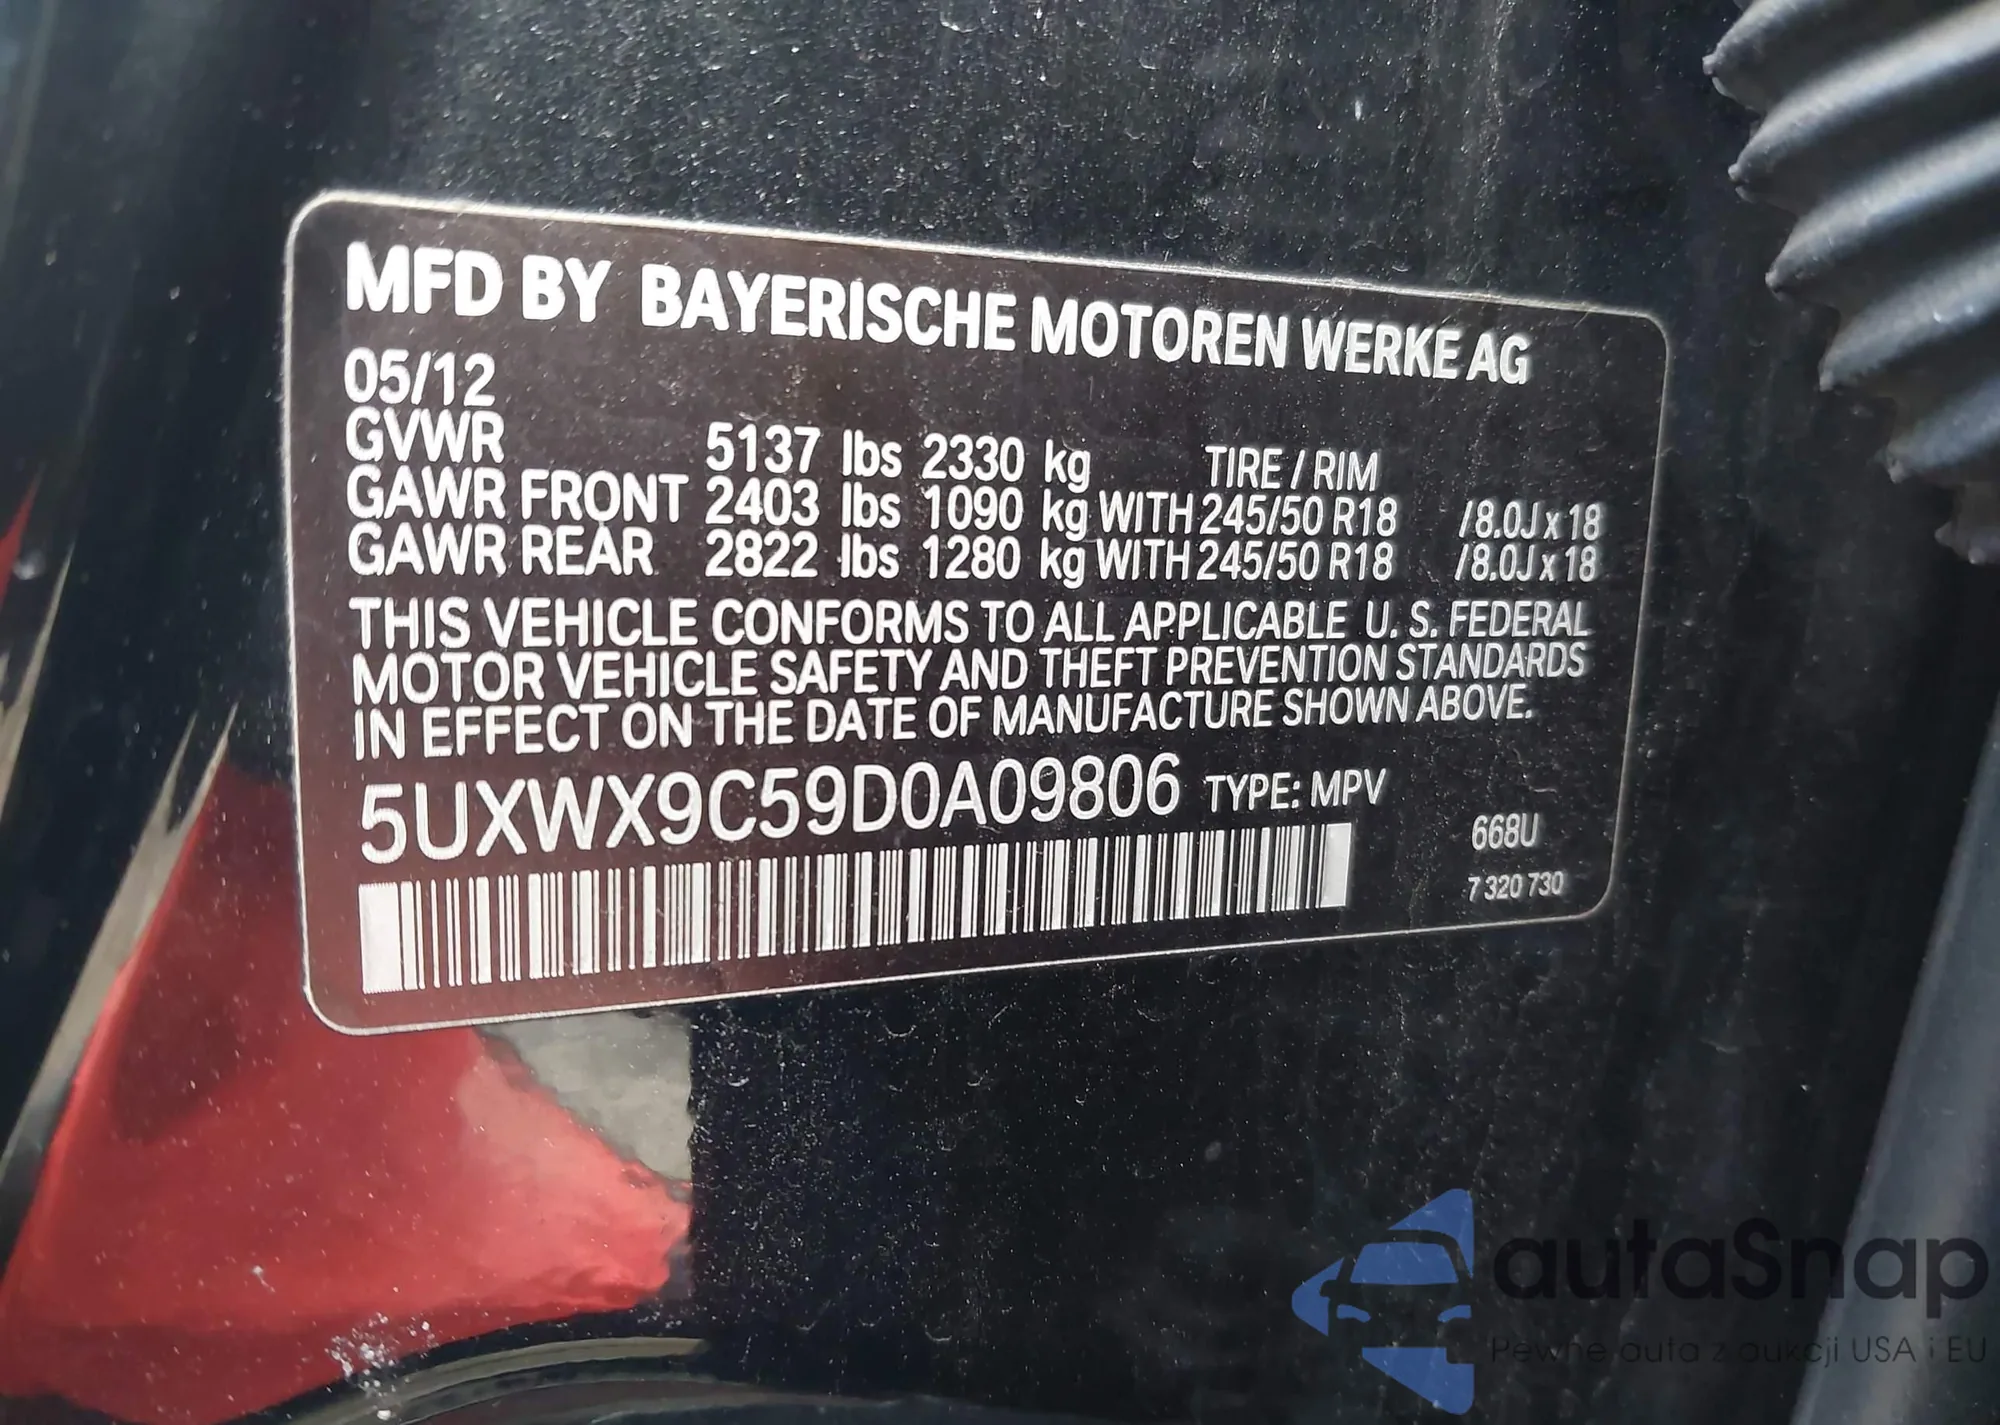 MFD BY BAYERISCHE MOTOREN WERKE AG
05/12
GVWR 5137 lbs 2330 kg TIRE / RIM
GAWR FRONT 2403 lbs 1090 kg WITH 245/50 R18 /8.0J x 18
GAWR REAR 2822 lbs 1280 kg WITH 245/50 R18 /8.0J x 18
THIS VEHICLE CONFORMS TO ALL APPLICABLE U. S. FEDERAL
MOTOR VEHICLE SAFETY AND THEFT PREVENTION STANDARDS
IN EFFECT ON THE DATE OF MANUFACTURE SHOWN ABOVE.
5UXWX9C59D0A09806 TYPE: MPV
668U
7 320 730
autaSnap
Pewne auta z aukcji USA i EU